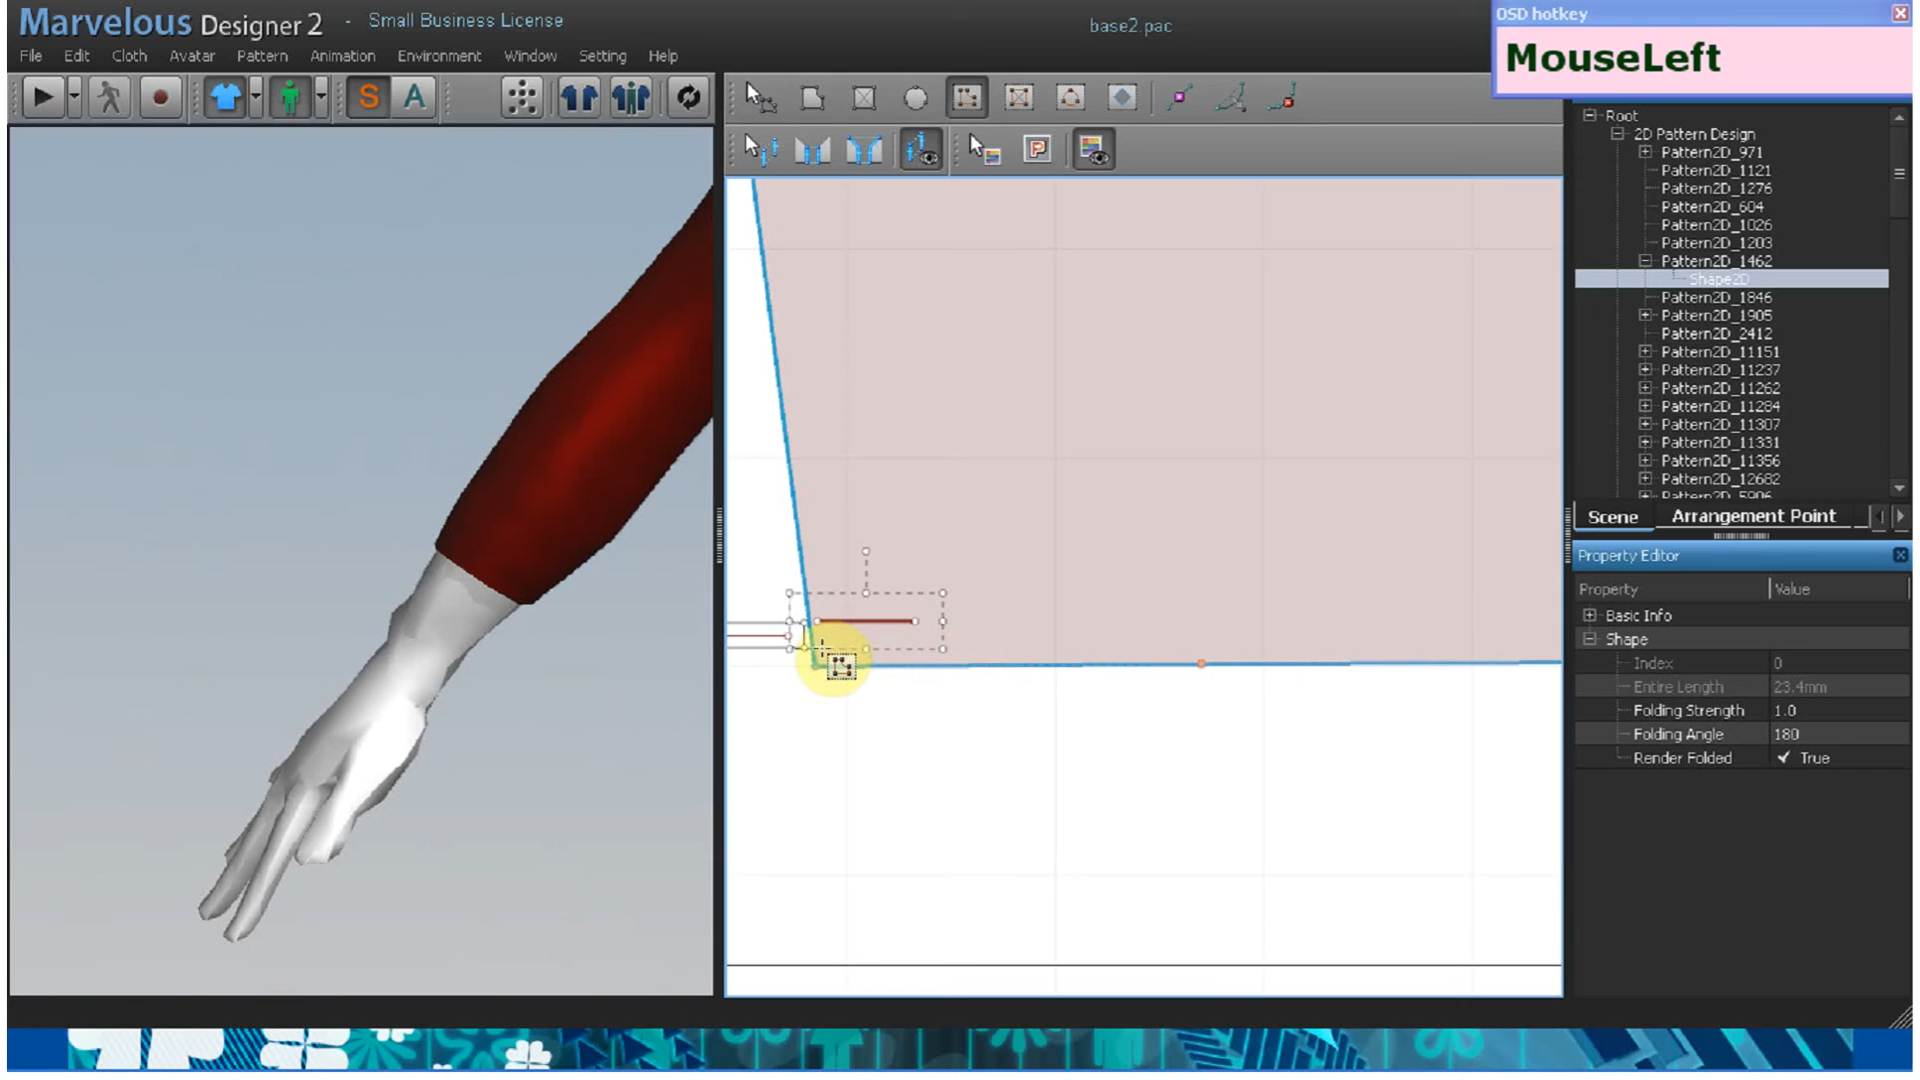 Marvelous Designer 2 - Small Business License
base2.pac
OSD hotkey
MouseLeft
File Edit Cloth Avatar Pattern Animation Environment Window Setting Help
S A
P
Root
2D Pattern Design
Pattern2D_971
Pattern2D_1121
Pattern2D_1276
Pattern2D_604
Pattern2D_1026
Pattern2D_1203
Pattern2D_1462
Shape2D
Pattern2D_1846
Pattern2D_1905
Pattern2D_2412
Pattern2D_11151
Pattern2D_11237
Pattern2D_11262
Pattern2D_11284
Pattern2D_11307
Pattern2D_11331
Pattern2D_11356
Pattern2D_12682
Pattern2D_5906
Scene Arrangement Point
Property Editor
Property Value
Basic Info
Shape
Index 0
Entire Length 23.4mm
Folding Strength 1.0
Folding Angle 180
Render Folded True